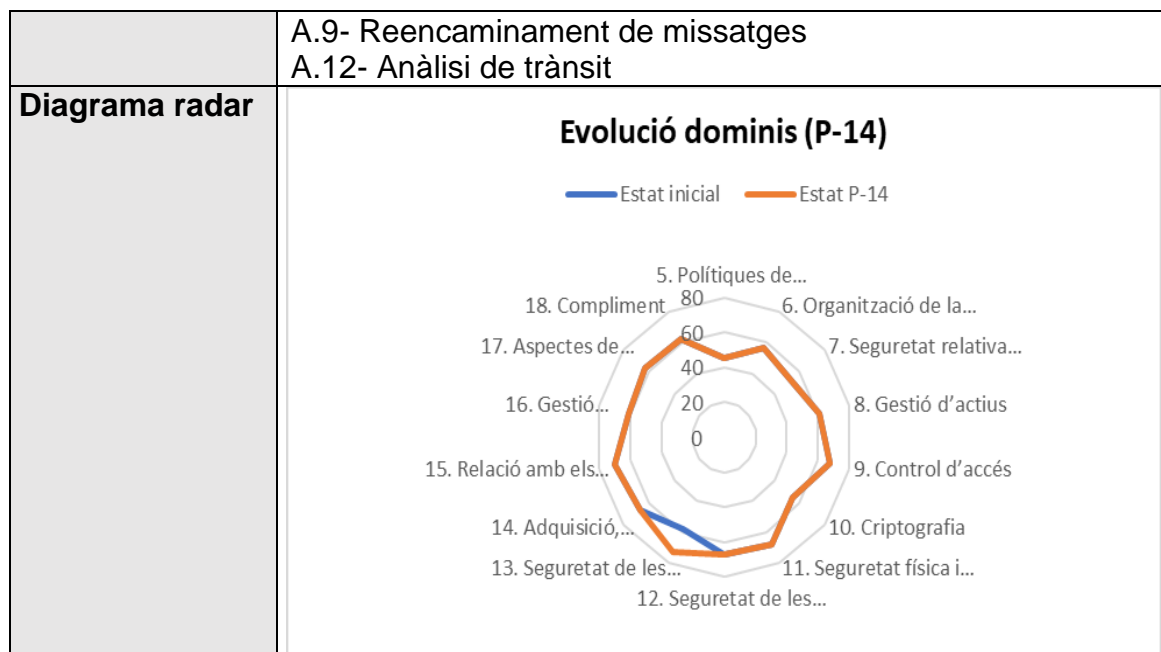 A.9- Reencaminament de missatges
A.12- Anàlisi de trànsit
Diagrama radar
Evolució dominis (P-14)
Estat inicial
Estat P-14
5. Polítiques de...
6. Organització de la...
7. Seguretat relativa...
8. Gestió d’actius
9. Control d’accés
10. Criptografia
11. Seguretat física i...
12. Seguretat de les...
13. Seguretat de les...
14. Adquisició,...
15. Relació amb els...
16. Gestió...
17. Aspectes de...
18. Compliment
80
60
40
20
0